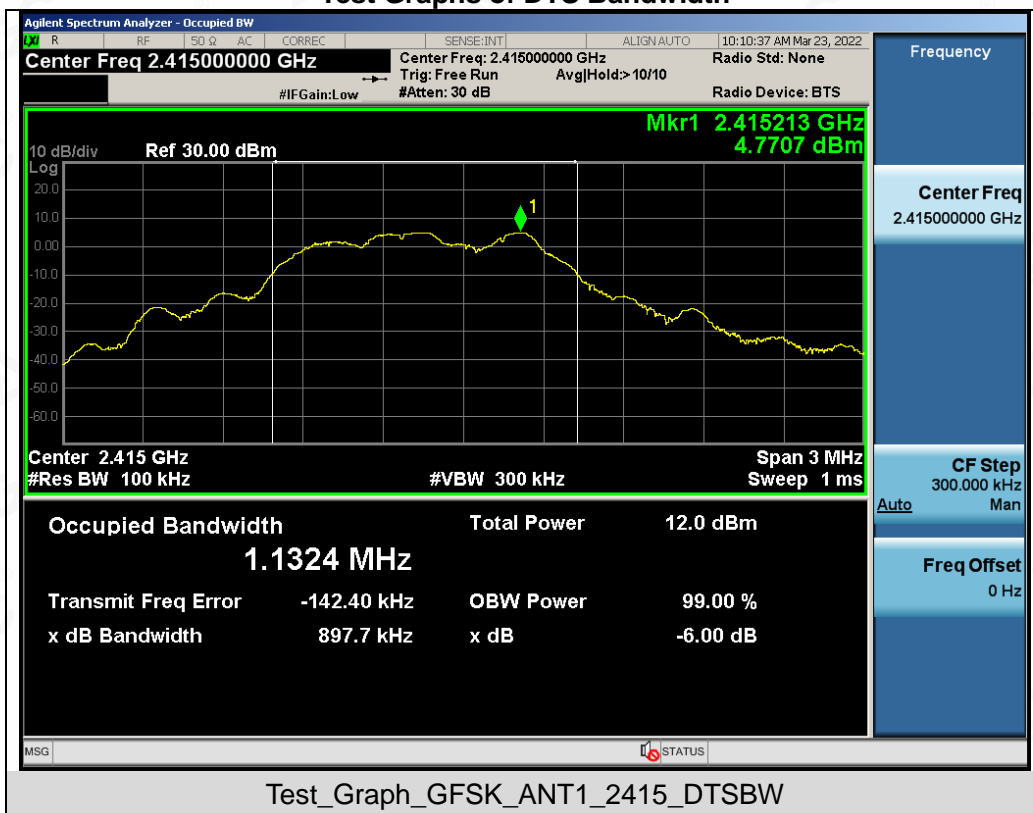 Test Graphs of DTS Bandwidth
Agilent Spectrum Analyzer - Occupied BW
LXI R RF 50 Ω AC CORREC SENSE:INT ALIGN AUTO 10:10:37 AM Mar 23, 2022
Center Freq 2.415000000 GHz
Center Freq: 2.415000000 GHz
Radio Std: None
Trig: Free Run Avg|Hold:> 10/10
#IFGain:Low
#Atten: 30 dB
Radio Device: BTS
Mkr1 2.415213 GHz
4.7707 dBm
10 dB/div Ref 30.00 dBm
Log
20.0
10.0
0.00
-10.0
-20.0
-30.0
-40.0
-50.0
-60.0
1
Center 2.415 GHz Span 3 MHz
#Res BW 100 kHz #VBW 300 kHz Sweep 1 ms
Occupied Bandwidth Total Power 12.0 dBm
1.1324 MHz
Transmit Freq Error -142.40 kHz OBW Power 99.00 %
x dB Bandwidth 897.7 kHz x dB -6.00 dB
Frequency
Center Freq
2.415000000 GHz
CF Step
300.000 kHz
Auto Man
Freq Offset
0 Hz
MSG STATUS
Test_Graph_GFSK_ANT1_2415_DTSBW